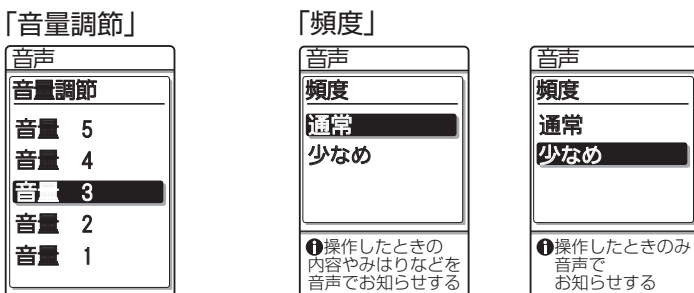 「音量調節」
音声
音量調節
音量 5
音量 4
音量 3
音量 2
音量 1
「頻度」
音声
頻度
通常
少なめ
❶操作したときの
内容やみはりなどを
音声でお知らせする
音声
頻度
通常
少なめ
❶操作したときのみ
音声で
お知らせする